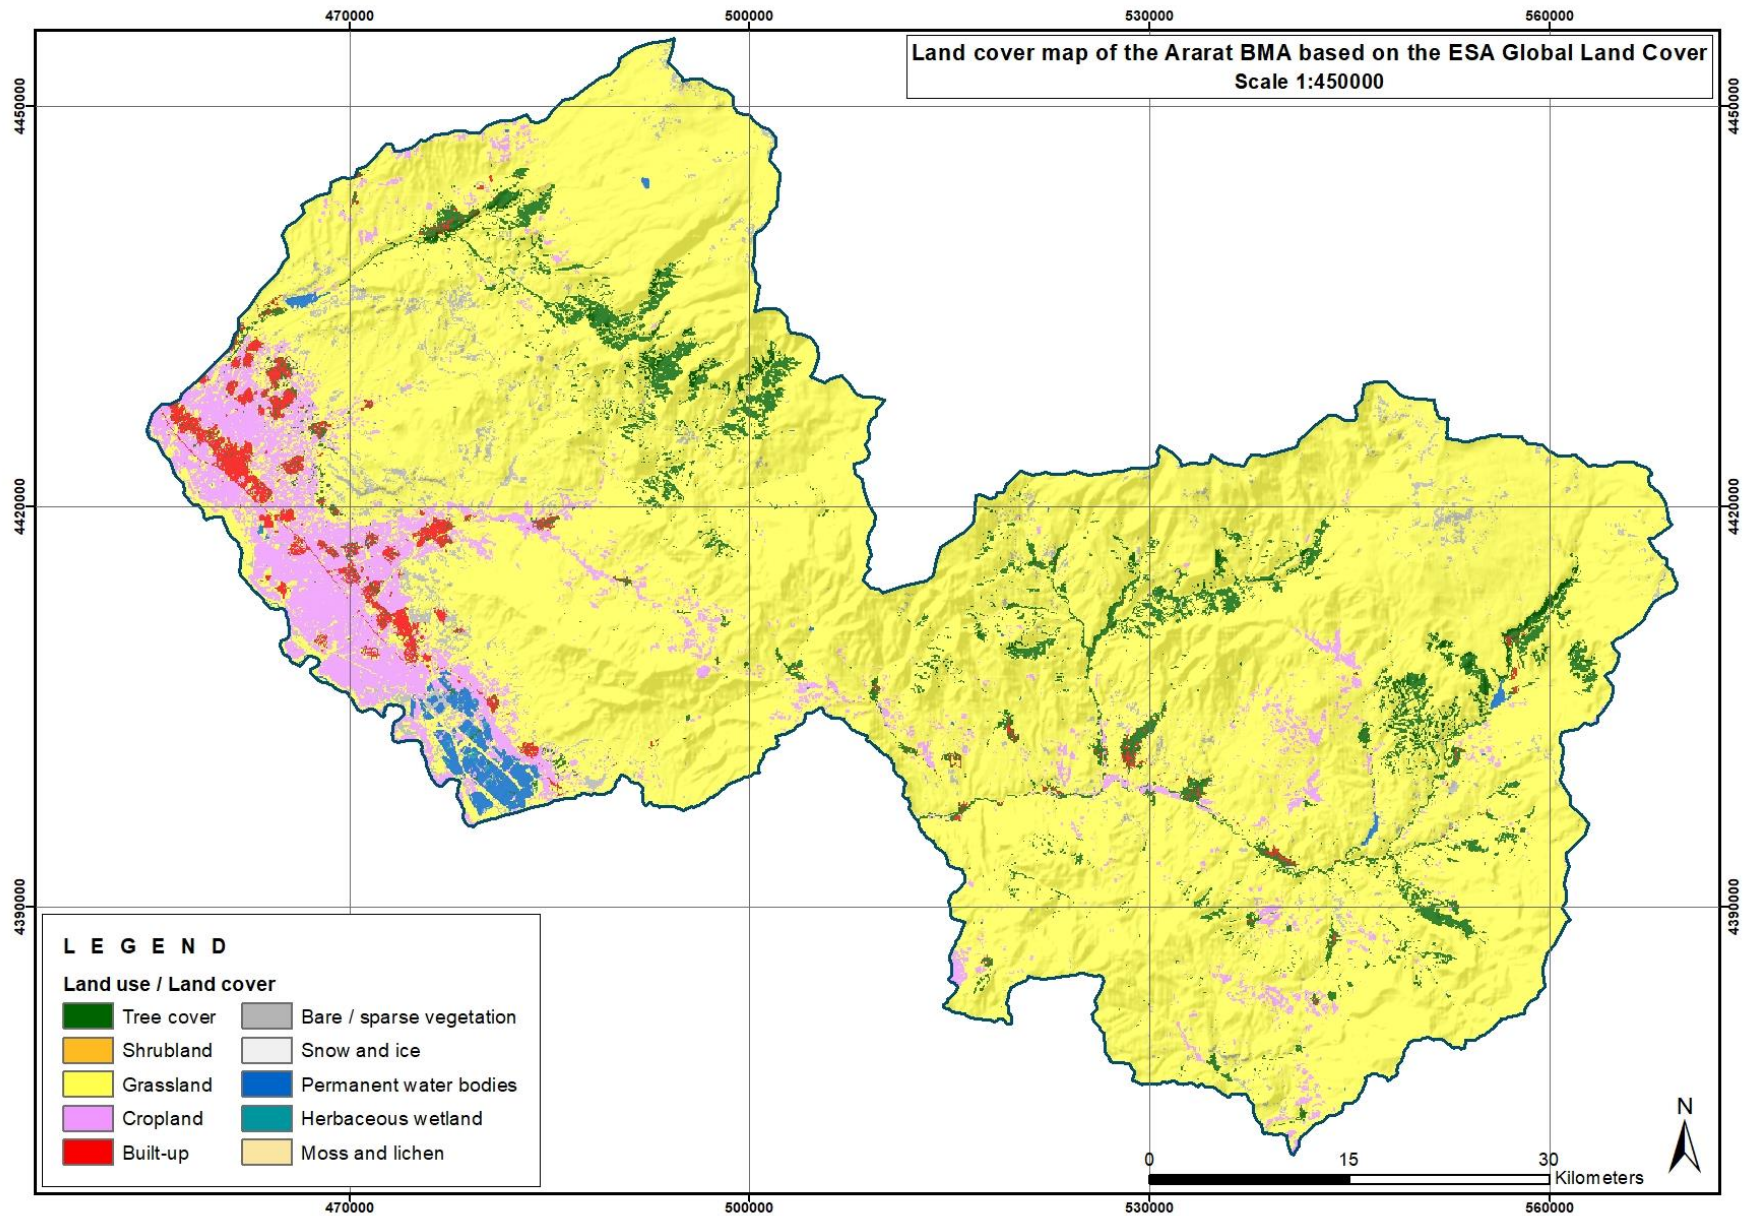 470000
500000
530000
560000
Land cover map of the Ararat BMA based on the ESA Global Land Cover
Scale 1:450000
4450000
4450000
4420000
4420000
4390000
4390000
L E G E N D
Land use / Land cover
Tree cover
Bare / sparse vegetation
Shrubland
Snow and ice
Grassland
Permanent water bodies
Cropland
Herbaceous wetland
Built-up
Moss and lichen
N
0 15 30
Kilometers
470000
500000
530000
560000